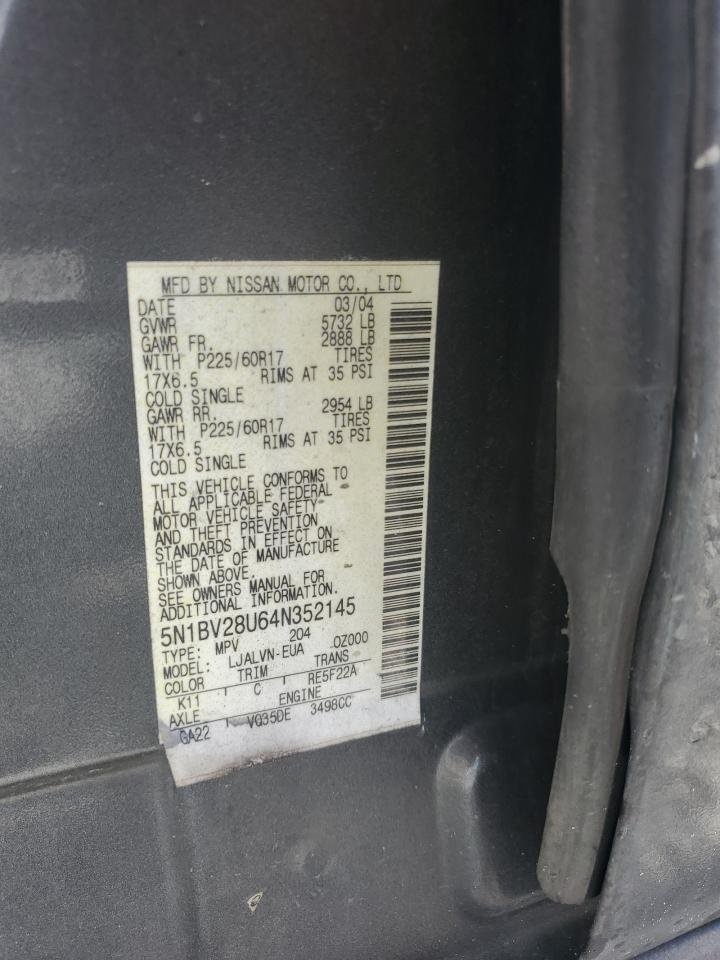 MFD BY NISSAN MOTOR CO., LTD
DATE 03/04
GVWR 5732 LB
GAWR FR. 2888 LB
WITH P225/60R17 TIRES
17X6.5 RIMS AT 35 PSI
COLD SINGLE
GAWR RR. 2954 LB
WITH P225/60R17 TIRES
17X6.5 RIMS AT 35 PSI
COLD SINGLE
THIS VEHICLE CONFORMS TO
ALL APPLICABLE FEDERAL
MOTOR VEHICLE SAFETY
AND THEFT PREVENTION
STANDARDS IN EFFECT ON
THE DATE OF MANUFACTURE
SHOWN ABOVE.
SEE OWNERS MANUAL FOR
ADDITIONAL INFORMATION
5N1BV28U64N352145
TYPE: MPV 204
MODEL: LJALVN-EUA 0Z000
COLOR TRIM TRANS
K11 C RE5F22A
AXLE ENGINE
GA22 VQ35DE 3498CC